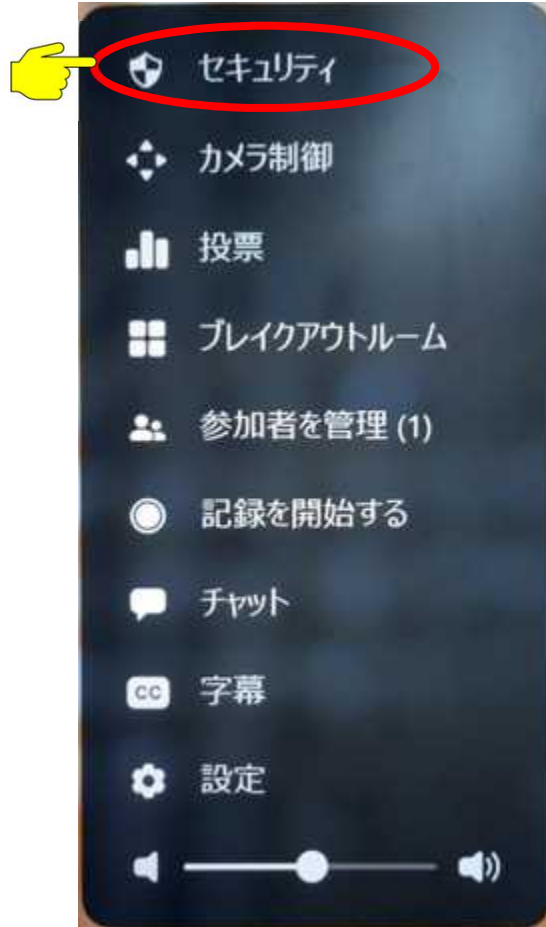 セキュリティ
カメラ制御
投票
ブレイクアウトルーム
参加者を管理 (1)
記録を開始する
チャット
CC 字幕
設定